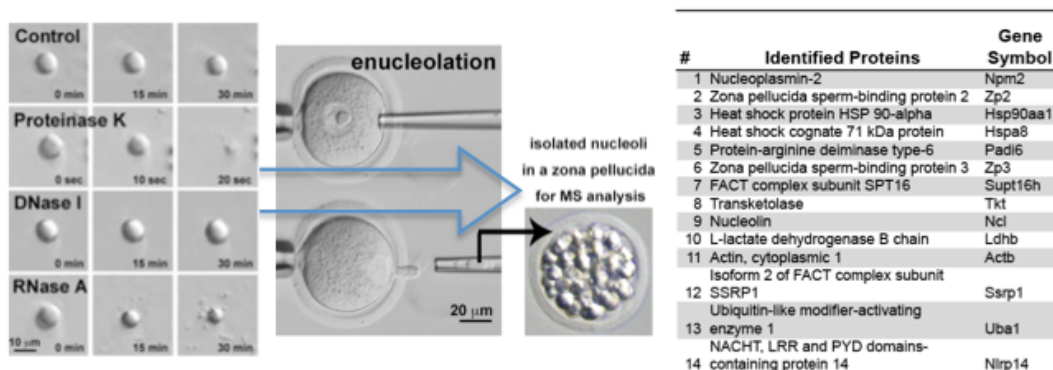 Control
0 min 15 min 30 min
Proteinase K
0 sec 10 sec 20 sec
DNase I
0 min 15 min 30 min
RNase A
10 μm 0 min 15 min 30 min
enucleolation
20 μm
isolated nucleoli
in a zona pellucida
for MS analysis
Gene
# Identified Proteins Symbol
1 Nucleoplasmin-2 Npm2
2 Zona pellucida sperm-binding protein 2 Zp2
3 Heat shock protein HSP 90-alpha Hsp90aa1
4 Heat shock cognate 71 kDa protein Hspa8
5 Protein-arginine deiminase type-6 Padi6
6 Zona pellucida sperm-binding protein 3 Zp3
7 FACT complex subunit SPT16 Supt16h
8 Transketolase Tkt
9 Nucleolin Ncl
10 L-lactate dehydrogenase B chain Ldhb
11 Actin, cytoplasmic 1 Actb
Isoform 2 of FACT complex subunit
12 SSRP1 Ssrp1
Ubiquitin-like modifier-activating
13 enzyme 1 Uba1
NACHT, LRR and PYD domains-
14 containing protein 14 Nlrp14